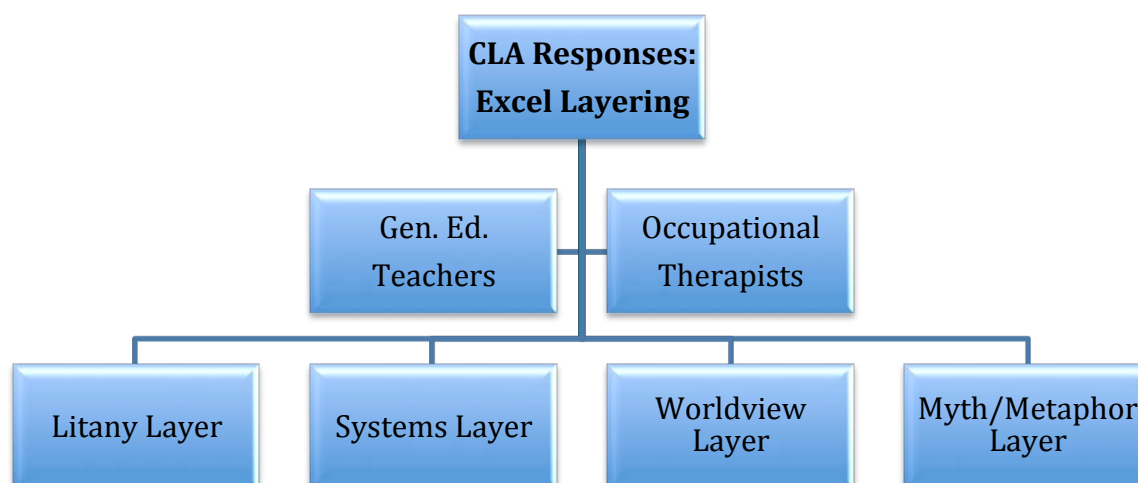 CLA Responses:
Excel Layering
Gen. Ed.
Teachers
Occupational
Therapists
Litany Layer
Systems Layer
Worldview
Layer
Myth/Metaphor
Layer